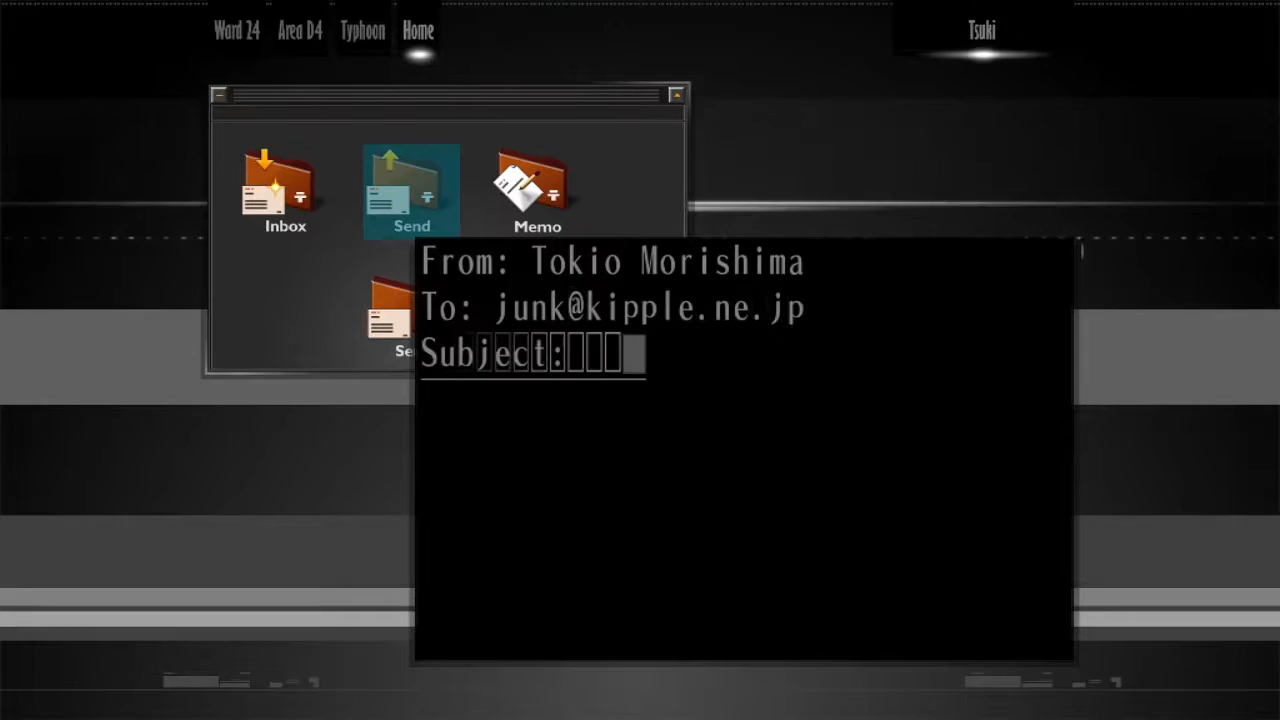 Ward 24 Area D4 Typhoon Home Tsuki
Inbox Send Memo
From: Tokio Morishima
To: junk@kipple.ne.jp
Subject: